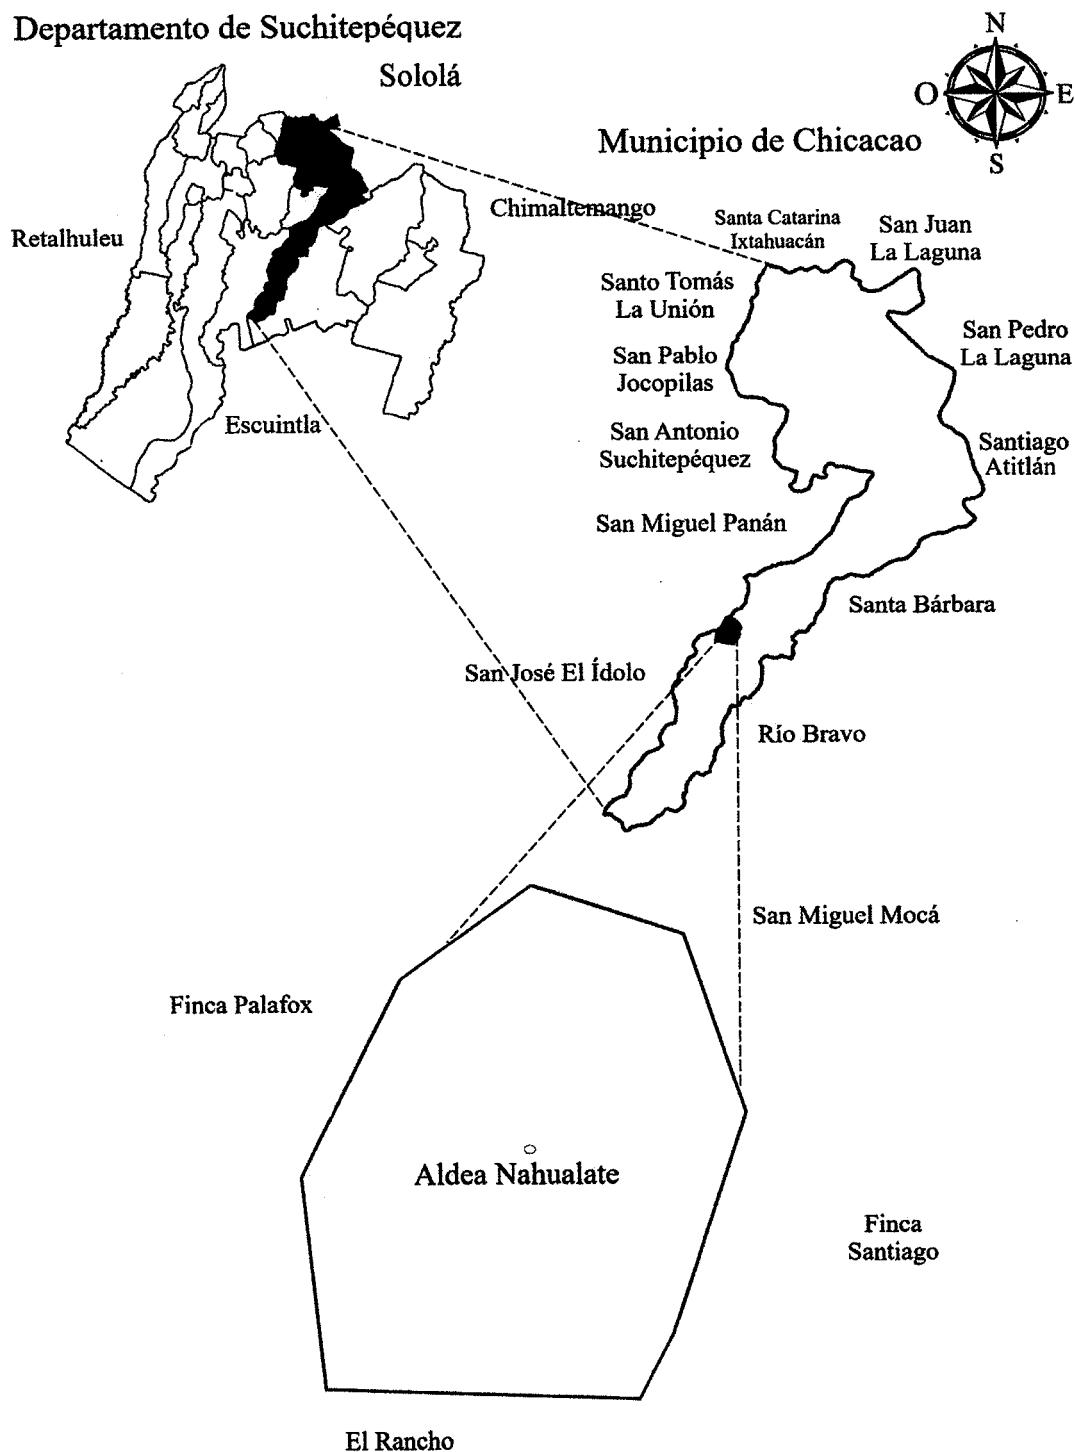 Departamento de Suchitepéquez
Sololá
N
O
E
S
Municipio de Chicacao
Chimaltemango
Retalhuleu
Escuintla
Santa Catarina
Ixtahuacán
San Juan
La Laguna
Santo Tomás
La Unión
San Pedro
La Laguna
San Pablo
Jocopilas
San Antonio
Suchitepéquez
Santiago
Atitlán
San Miguel Panán
Santa Bárbara
San José El Ídolo
Río Bravo
San Miguel Mocá
Finca Palafox
Aldea Nahualate
Finca
Santiago
El Rancho